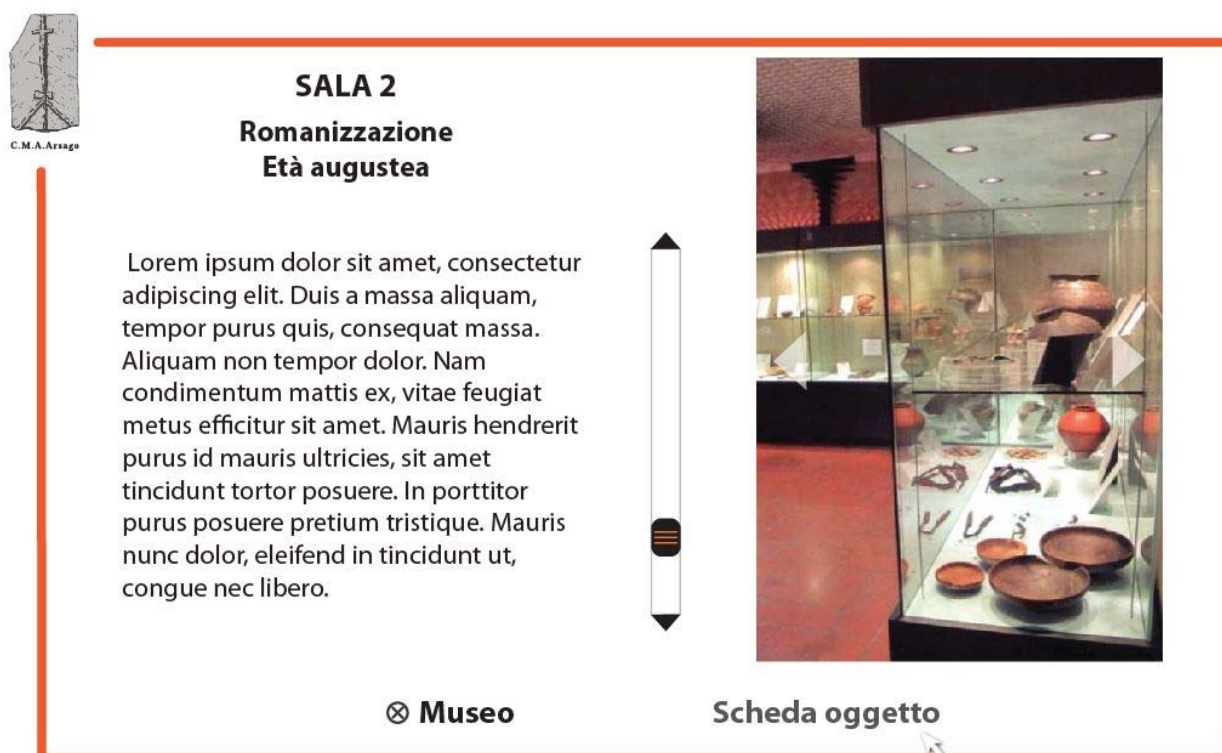 C.M.A.Arsago
SALA 2
Romanizzazione
Età augustea
Lorem ipsum dolor sit amet, consectetur
adipiscing elit. Duis a massa aliquam,
tempor purus quis, consequat massa.
Aliquam non tempor dolor. Nam
condimentum mattis ex, vitae feugiat
metus efficitur sit amet. Mauris hendrerit
purus id mauris ultricies, sit amet
tincidunt tortor posuere. In porttitor
purus posuere pretium tristique. Mauris
nunc dolor, eleifend in tincidunt ut,
congue nec libero.
⊗ Museo
Scheda oggetto